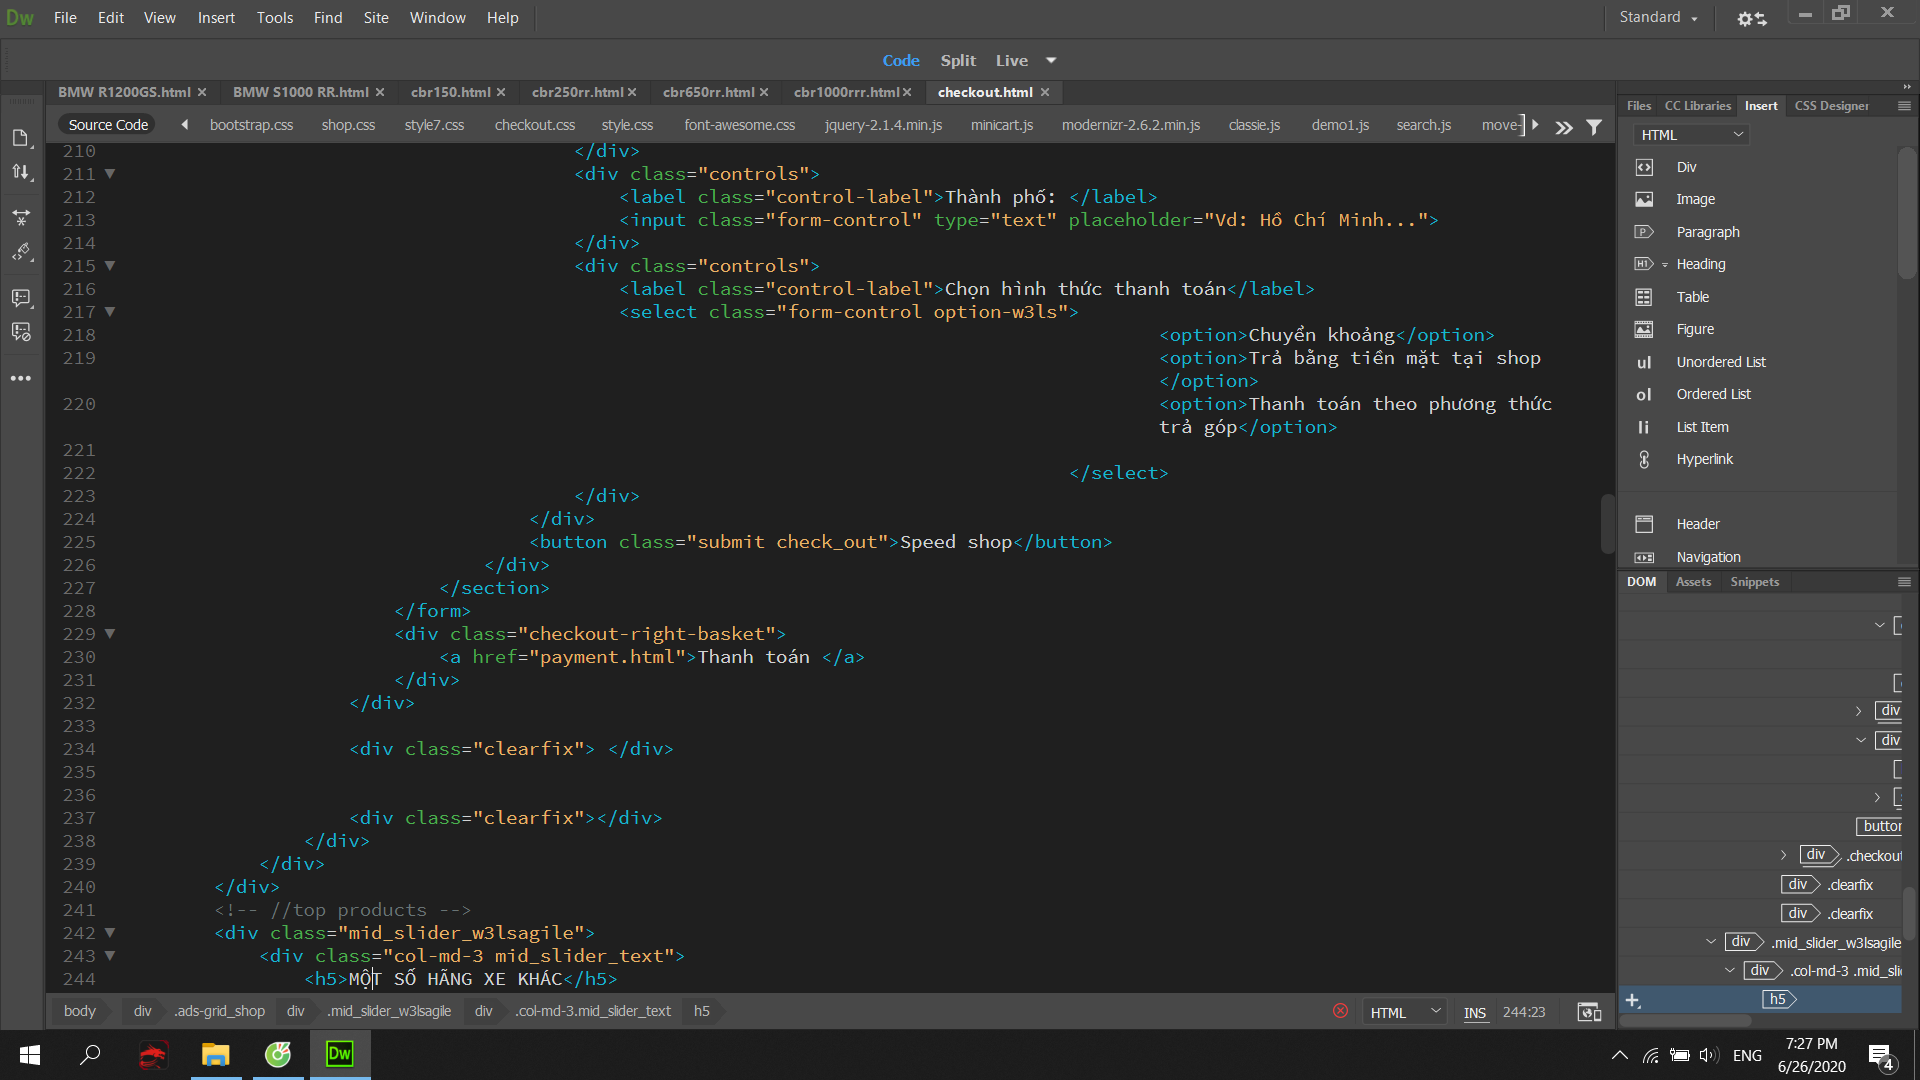 Dw File Edit View Insert Tools Find Site Window Help Standard
Code Split Live
BMW R1200GS.html BMW S1000 RR.html cbr150.html cbr250rr.html cbr650rr.html cbr1000rrr.html checkout.html
Source Code bootstrap.css shop.css style7.css checkout.css style.css font-awesome.css jquery-2.1.4.min.js minicart.js modernizr-2.6.2.min.js classie.js demo1.js search.js move-
210 </div>
211 <div class="controls">
212 <label class="control-label">Thành phố: </label>
213 <input class="form-control" type="text" placeholder="Vd: Hồ Chí Minh...">
214 </div>
215 <div class="controls">
216 <label class="control-label">Chọn hình thức thanh toán</label>
217 <select class="form-control option-w3ls">
218 <option>Chuyển khoảng</option>
219 <option>Trả bằng tiền mặt tại shop
</option>
220 <option>Thanh toán theo phương thức
trả góp</option>
221
222 </select>
223 </div>
224 </div>
225 <button class="submit check_out">Speed shop</button>
226 </div>
227 </section>
228 </form>
229 <div class="checkout-right-basket">
230 <a href="payment.html">Thanh toán </a>
231 </div>
232 </div>
233
234 <div class="clearfix"> </div>
235
236
237 <div class="clearfix"></div>
238 </div>
239 </div>
240 </div>
241 <!-- //top products -->
242 <div class="mid_slider_w3lsagile">
243 <div class="col-md-3 mid_slider_text">
244 <h5>MỘT SỐ HÃNG XE KHÁC</h5>
body div .ads-grid_shop div .mid_slider_w3lsagile div .col-md-3.mid_slider_text h5 HTML INS 244:23
Files CC Libraries Insert CSS Designer
HTML
Div
Image
Paragraph
H1 Heading
Table
Figure
ul Unordered List
ol Ordered List
li List Item
Hyperlink
Header
Navigation
DOM Assets Snippets
div
div
button
div .checkout
div .clearfix
div .clearfix
div .mid_slider_w3lsagile
div .col-md-3 .mid_sli
h5
Dw
ENG
7:27 PM
6/26/2020
4